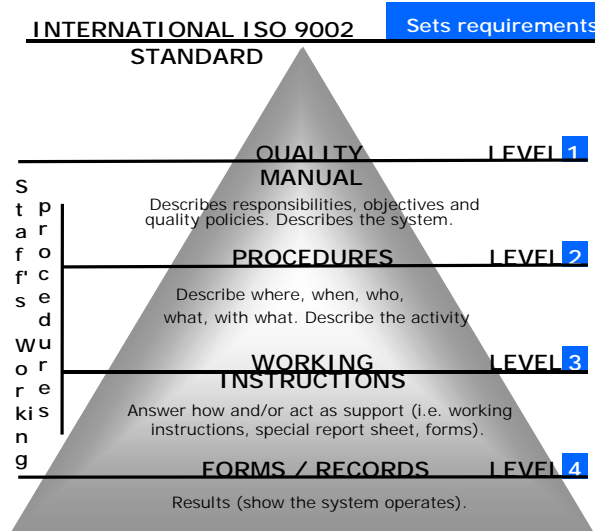 INTERNATIONAL ISO 9002
Sets requirements
STANDARD
QUALITY
LEVEL 1
MANUAL
Describes responsibilities, objectives and
quality policies. Describes the system.
PROCEDURES
LEVEL 2
Describe where, when, who,
what, with what. Describe the activity
WORKING
LEVEL 3
INSTRUCTIONS
Answer how and/or act as support (i.e. working
instructions, special report sheet, forms).
FORMS / RECORDS
LEVEL 4
Results (show the system operates).
Staff's Working
procedures